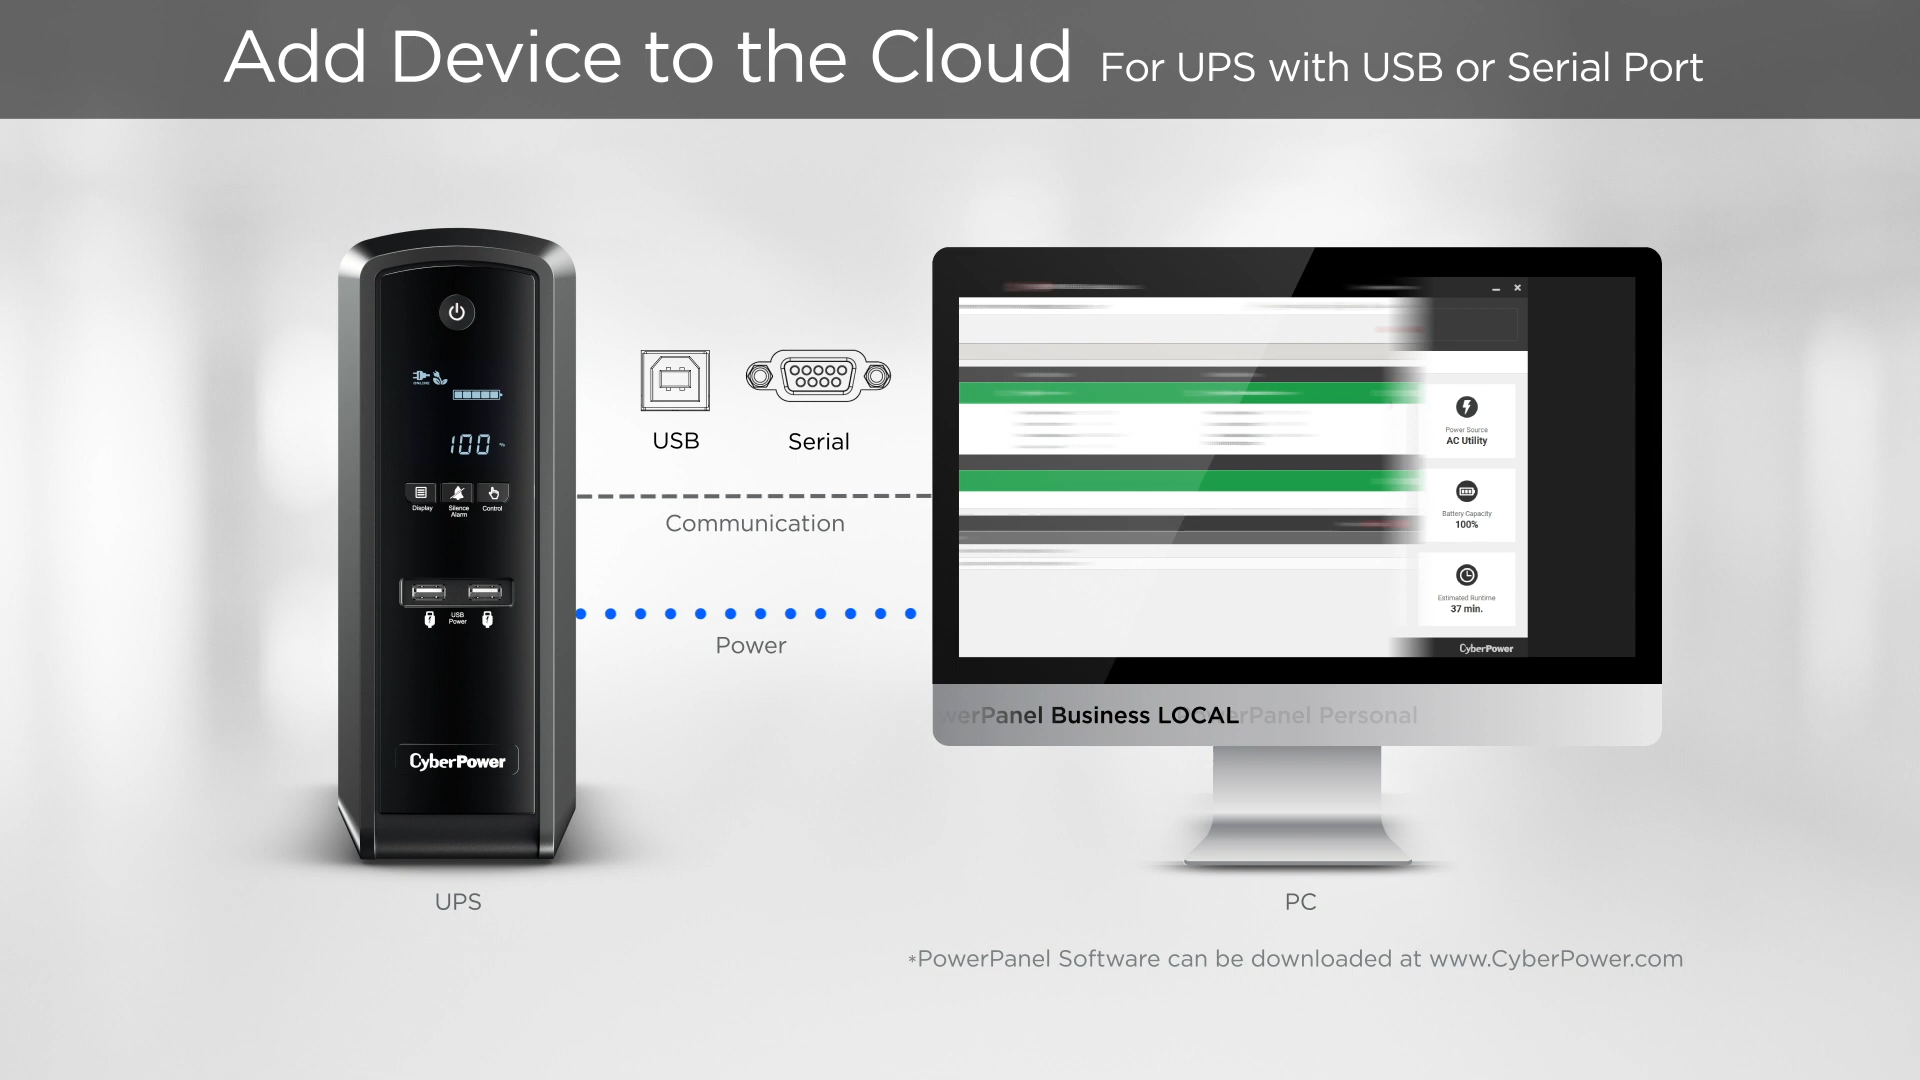 Add Device to the Cloud For UPS with USB or Serial Port
ONLINE
100 %
Display
Silence Alarm
Control
USB Power
CyberPower
UPS
USB
Serial
Communication
Power
Power Source
AC Utility
Battery Capacity
100%
Estimated Runtime
37 min.
CyberPower
werPanel Business LOCAL
erPanel Personal
PC
*PowerPanel Software can be downloaded at www.CyberPower.com